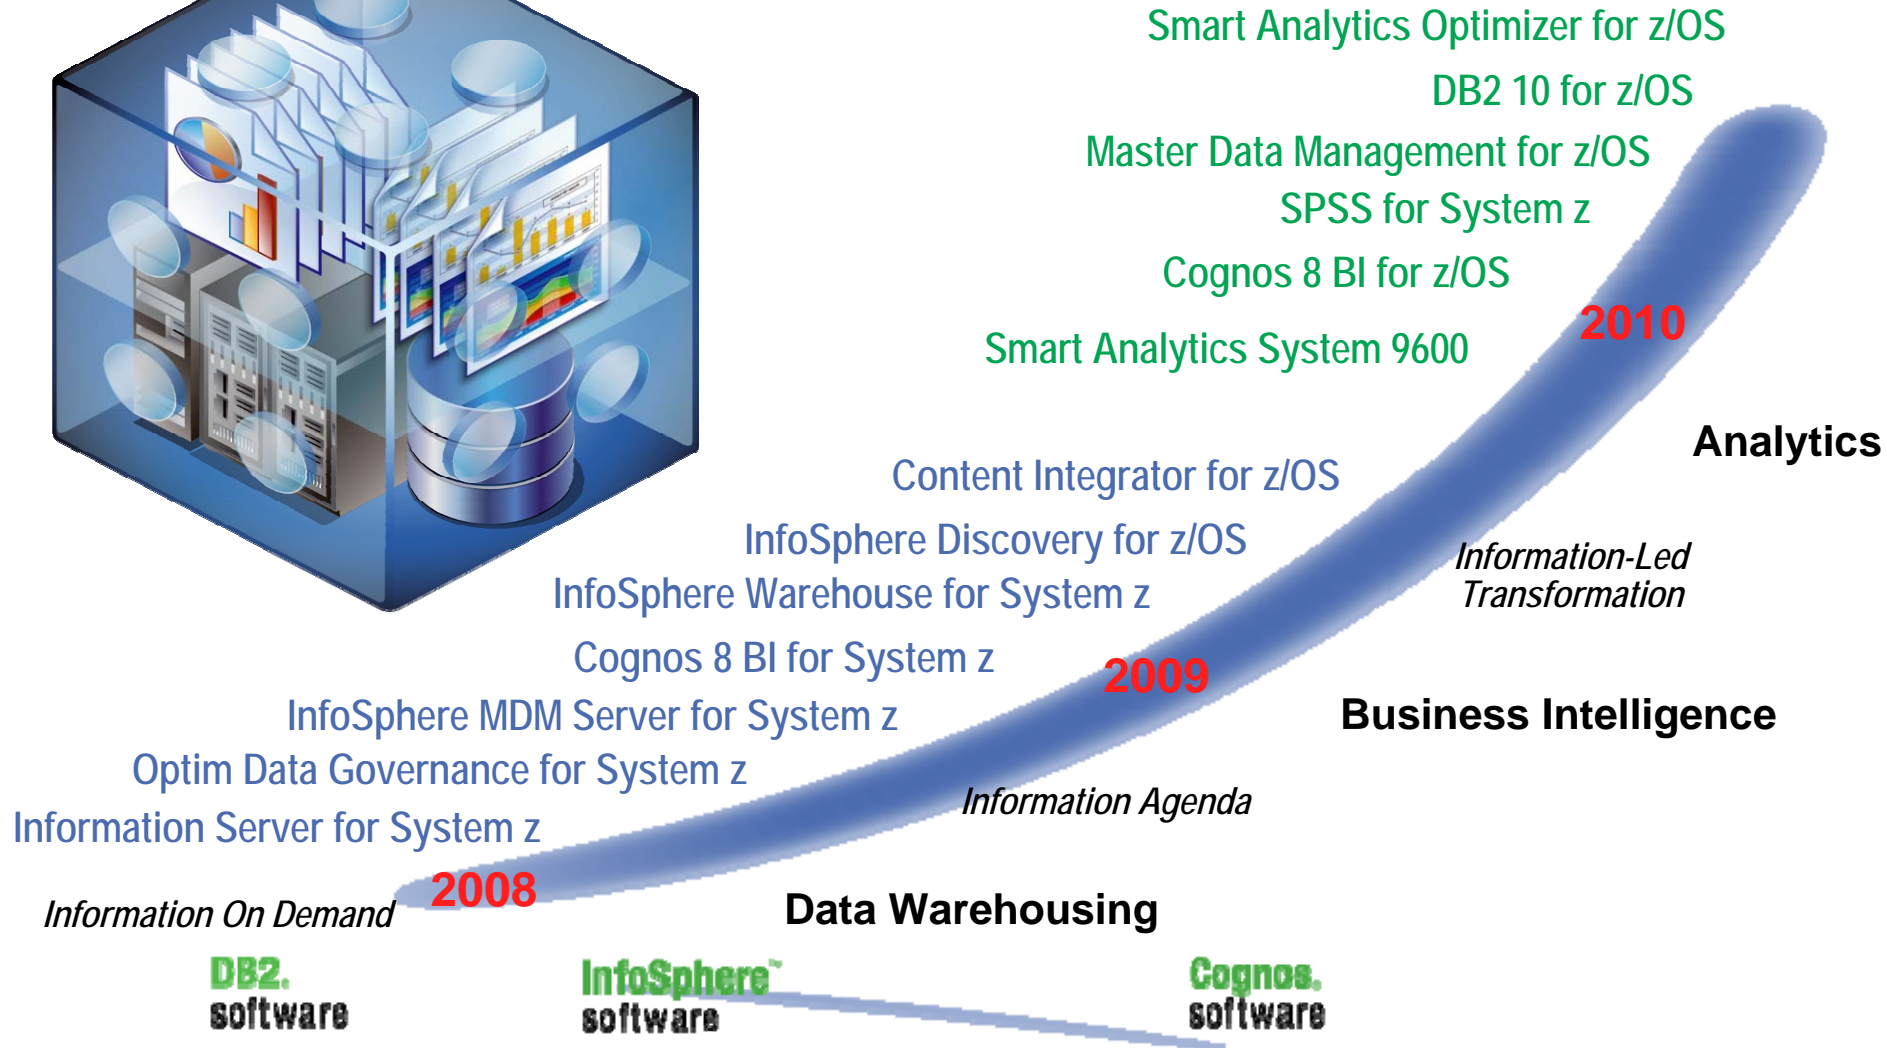 Smart Analytics Optimizer for z/OS
DB2 10 for z/OS
Master Data Management for z/OS
SPSS for System z
Cognos 8 BI for z/OS
2010
Smart Analytics System 9600
Analytics
Content Integrator for z/OS
InfoSphere Discovery for z/OS
Information-Led
Transformation
InfoSphere Warehouse for System z
Cognos 8 BI for System z
2009
InfoSphere MDM Server for System z
Business Intelligence
Optim Data Governance for System z
Information Agenda
Information Server for System z
2008
Information On Demand
Data Warehousing
DB2.
software
InfoSphere™
software
Cognos.
software